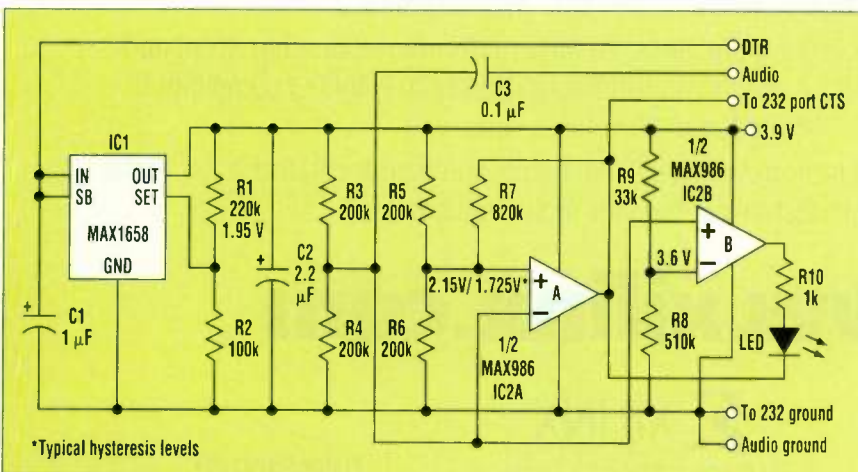 DTR
Audio
C3
0.1 µF
To 232 port CTS
3.9 V
IC1
IN
OUT
SB
SET
MAX1658
GND
R1
220k
1.95 V
R3
200k
R5
200k
R7
820k
R9
33k
1/2
MAX986
IC2B
+
B
−
3.6 V
C2
2.2
µF
2.15V/ 1.725V*
+
A
−
R10
1k
+
C1
1 µF
+
R2
100k
R4
200k
R6
200k
1/2
MAX986
IC2A
R8
510k
LED
To 232 ground
Audio ground
*Typical hysteresis levels